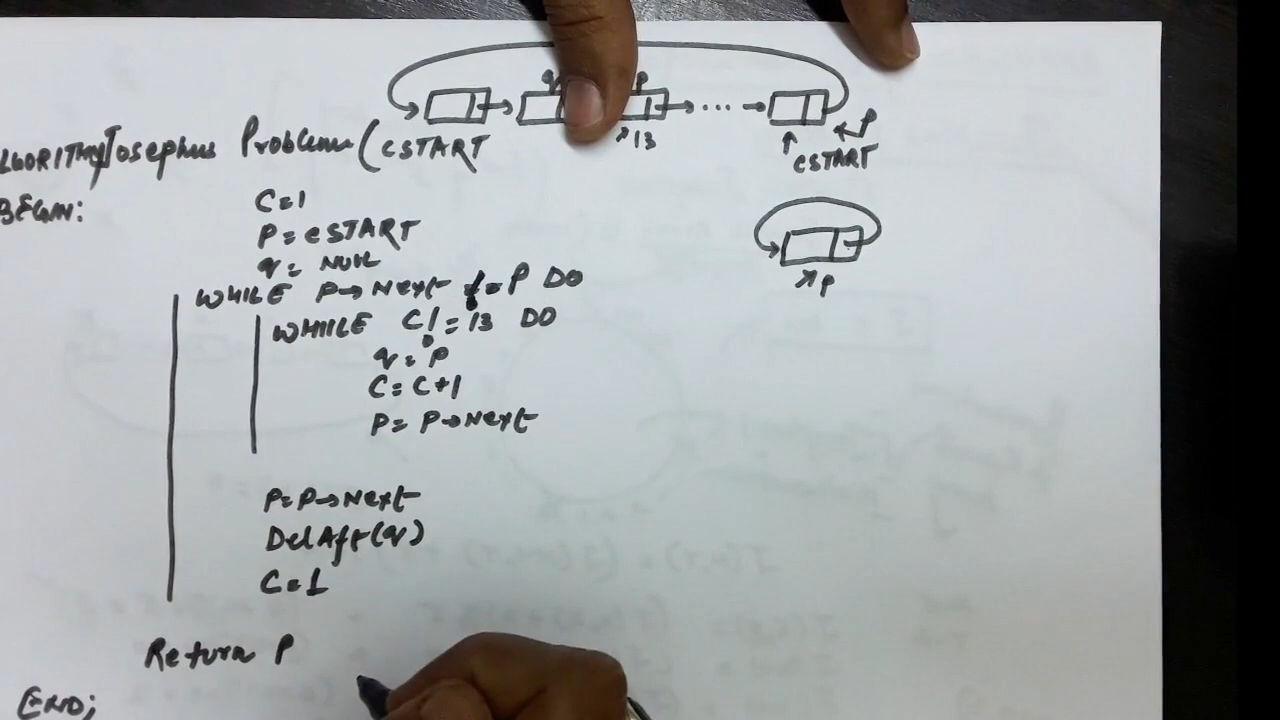 q P
13 P
CSTART
ALGORITHM Josephus Problem (CSTART
BEGIN:
C=1
P = CSTART
q = NULL
P
WHILE P→Next != P DO
WHILE C != 13 DO
q = P
C = C+1
P = P→Next
P = P→Next
DelAft(q)
C = 1
Return P
END;